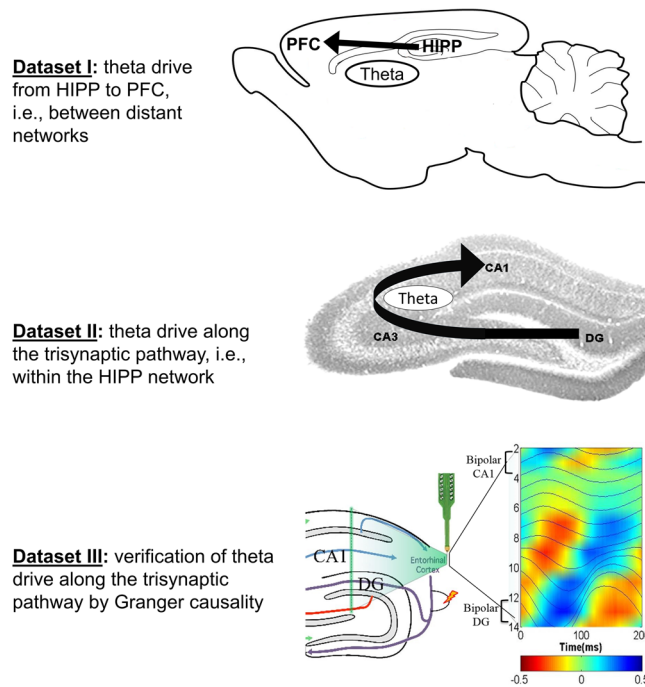 Dataset I: theta drive
from HIPP to PFC,
i.e., between distant
networks
PFC
HIPP
Theta
Dataset II: theta drive along
the trisynaptic pathway, i.e.,
within the HIPP network
CA1
Theta
CA3
DG
Dataset III: verification of theta
drive along the trisynaptic
pathway by Granger causality
CA1
DG
Entorhinal
Cortex
Bipolar
CA1
Bipolar
DG
2
4
6
8
10
12
14
0
100
20
Time(ms)
-0.5
0
0.5